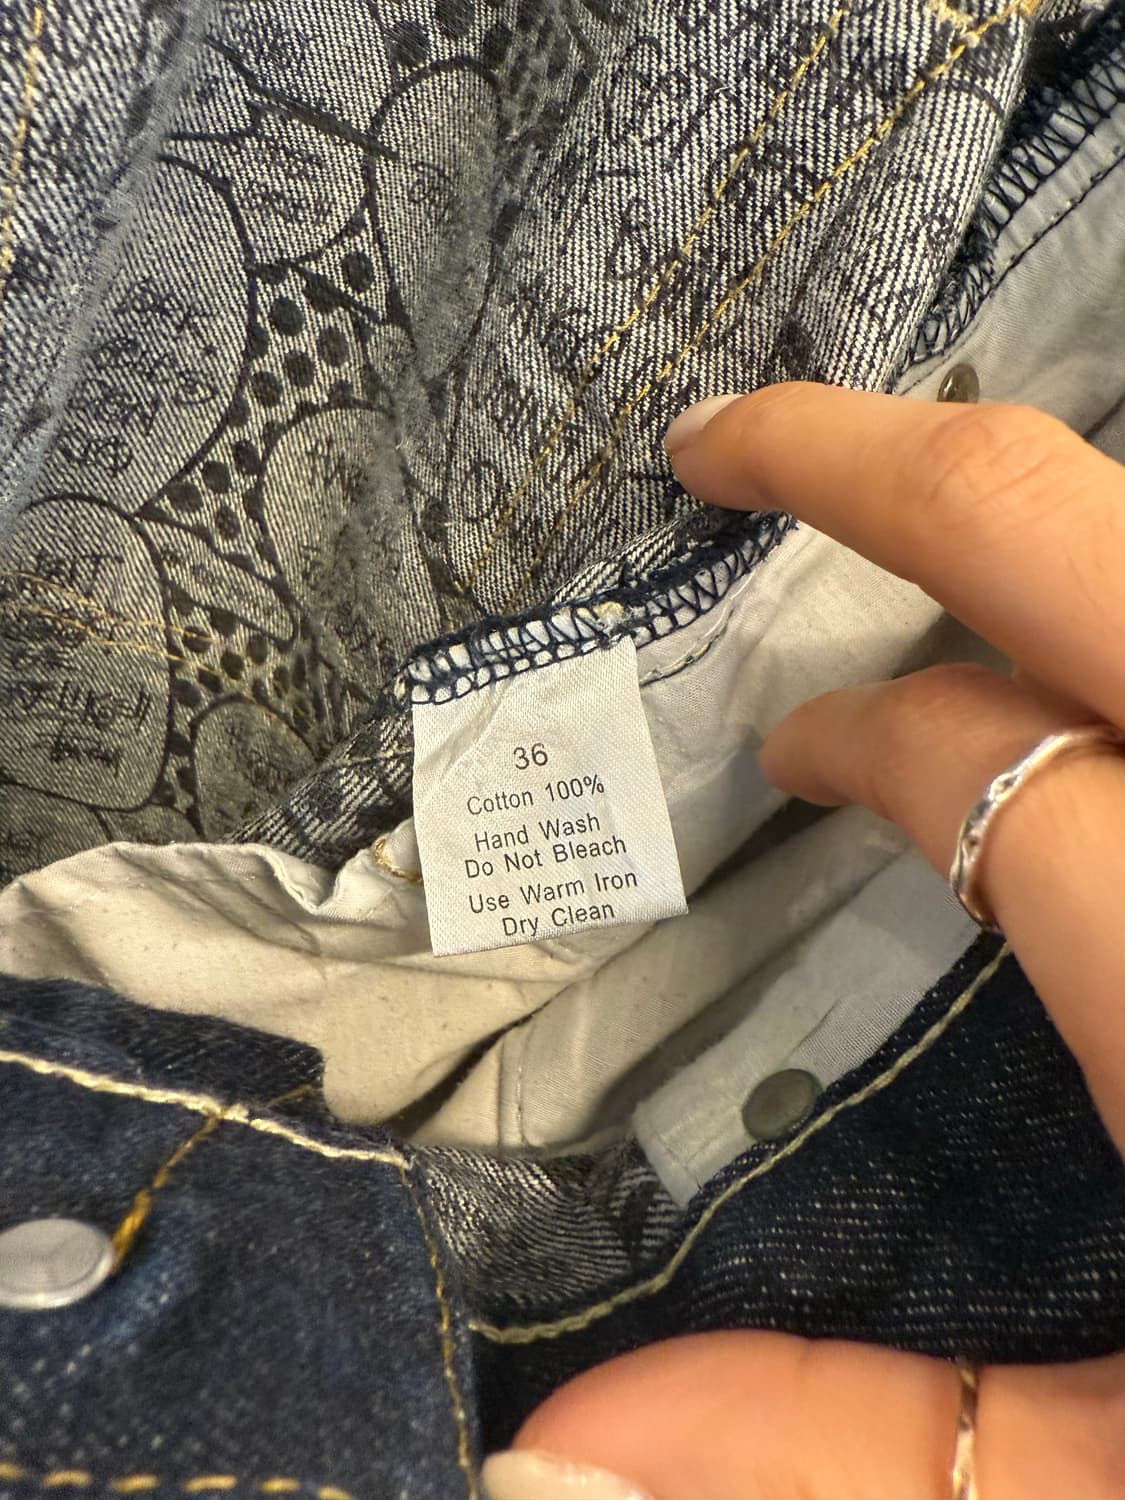 36
Cotton 100%
Hand Wash
Do Not Bleach
Use Warm Iron
Dry Clean